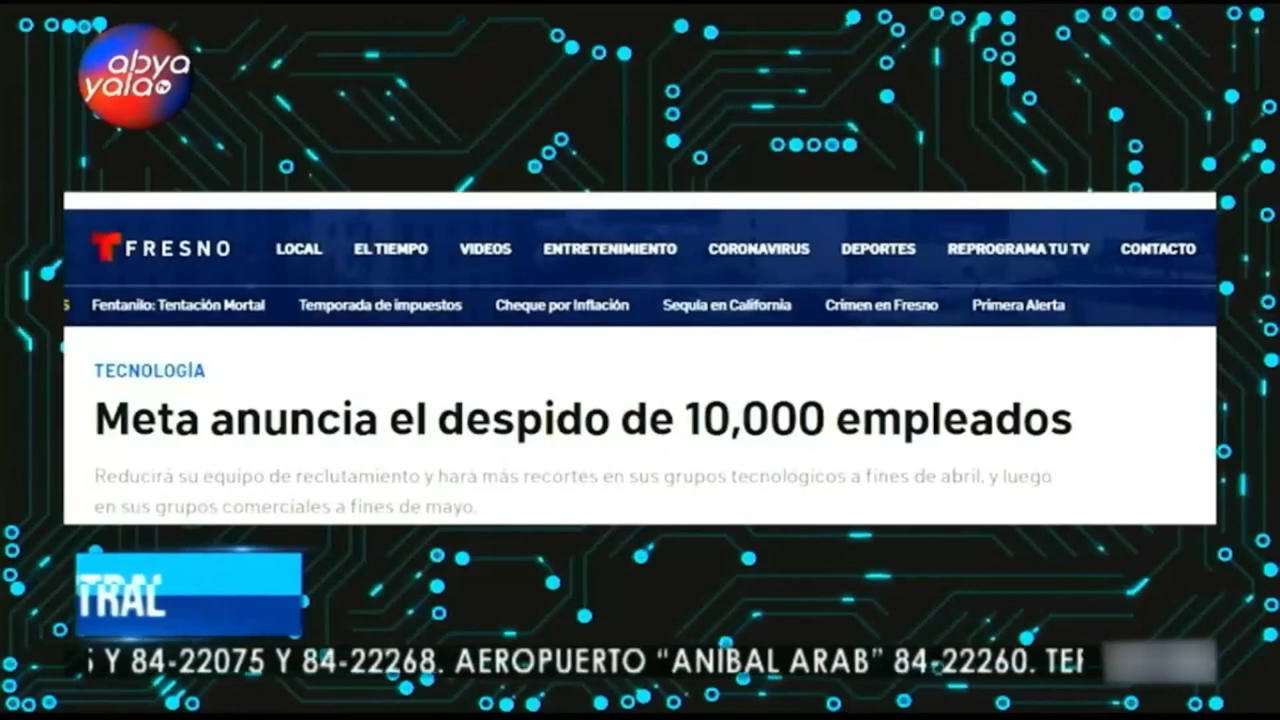 abya
yala tv
T FRESNO LOCAL EL TIEMPO VIDEOS ENTRETENIMIENTO CORONAVIRUS DEPORTES REPROGRAMA TU TV CONTACTO
S Fentanilo: Tentación Mortal Temporada de impuestos Cheque por Inflación Sequía en California Crimen en Fresno Primera Alerta
TECNOLOGÍA
Meta anuncia el despido de 10,000 empleados
Reducirá su equipo de reclutamiento y hará más recortes en sus grupos tecnológicos a fines de abril, y luego
en sus grupos comerciales a fines de mayo.
TRAL
Y 84-22075 Y 84-22268. AEROPUERTO “ANÍBAL ARAB” 84-22260. TER